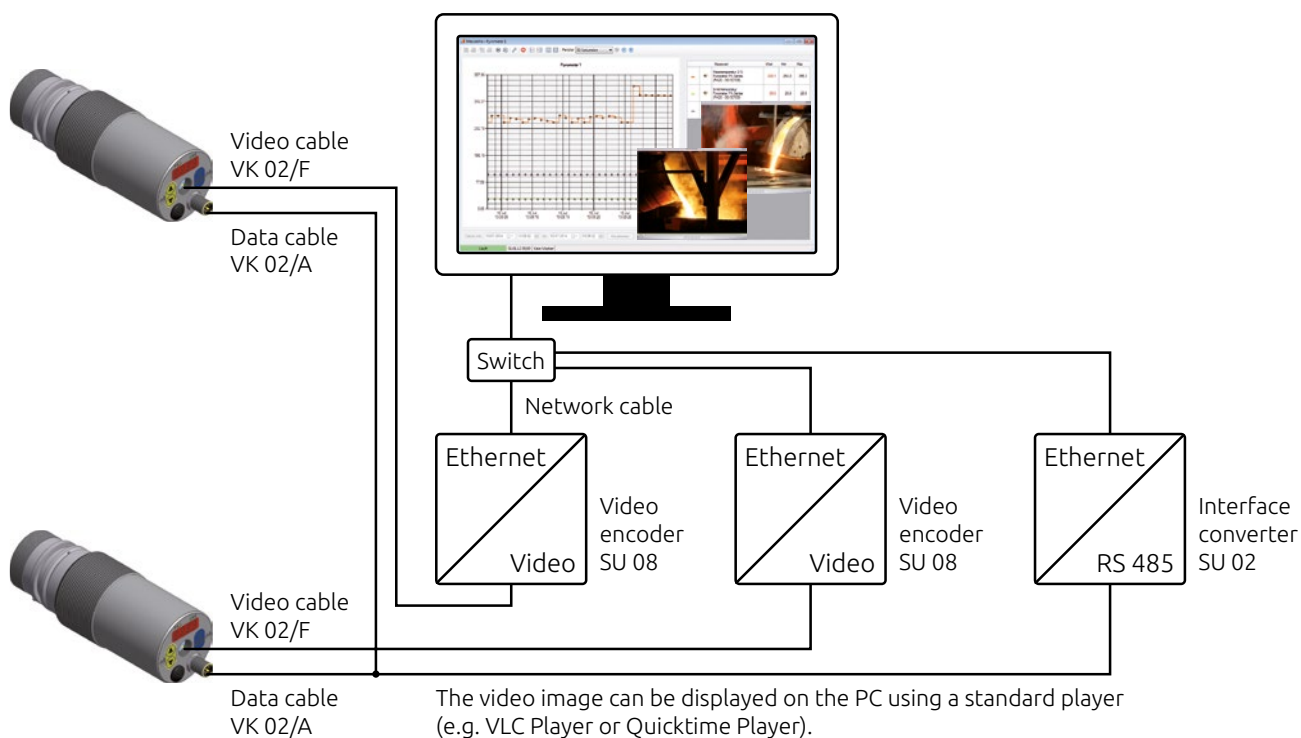 Video cable
VK 02/F
Data cable
VK 02/A
Switch
Network cable
Ethernet
Video
Video
encoder
SU 08
Ethernet
Video
Video
encoder
SU 08
Ethernet
RS 485
Interface
converter
SU 02
Video cable
VK 02/F
Data cable
VK 02/A
The video image can be displayed on the PC using a standard player
(e.g. VLC Player or Quicktime Player).